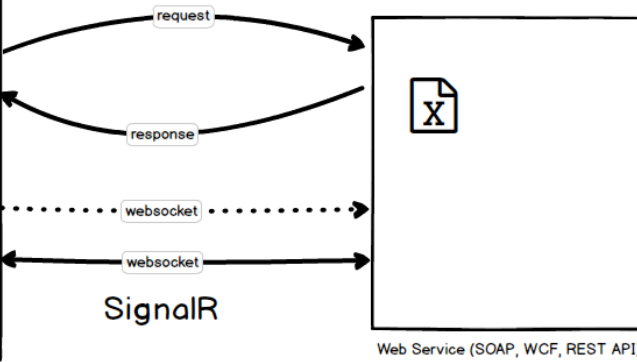 request
X
response
websocket
websocket
SignalR
Web Service (SOAP, WCF, REST API